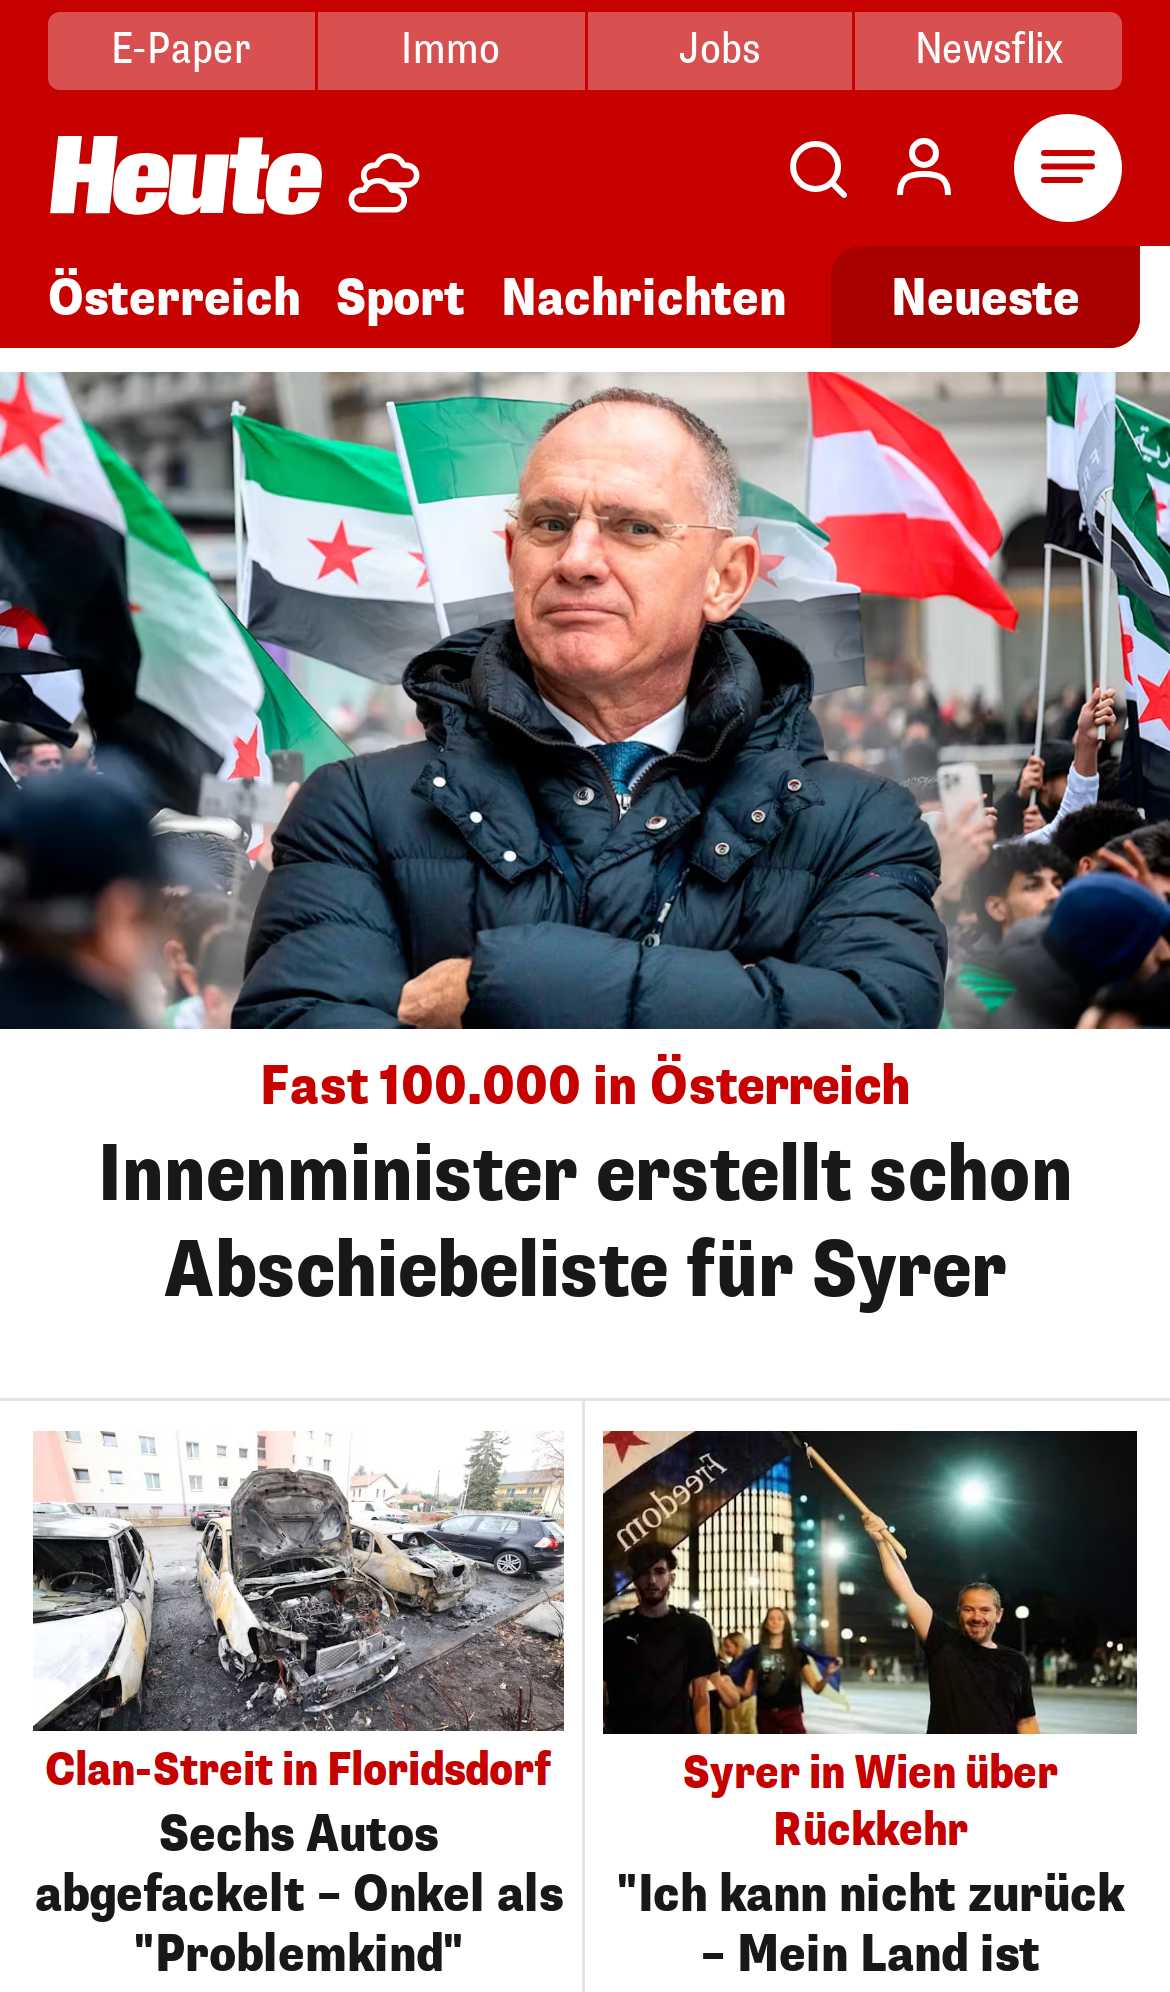 E-Paper
Immo
Jobs
Newsflix
Heute
Österreich
Sport
Nachrichten
Neueste
Fast 100.000 in Österreich
Innenminister erstellt schon
Abschiebeliste für Syrer
Freedom
Clan-Streit in Floridsdorf
Sechs Autos
abgefackelt – Onkel als
"Problemkind"
Syrer in Wien über
Rückkehr
"Ich kann nicht zurück
– Mein Land ist